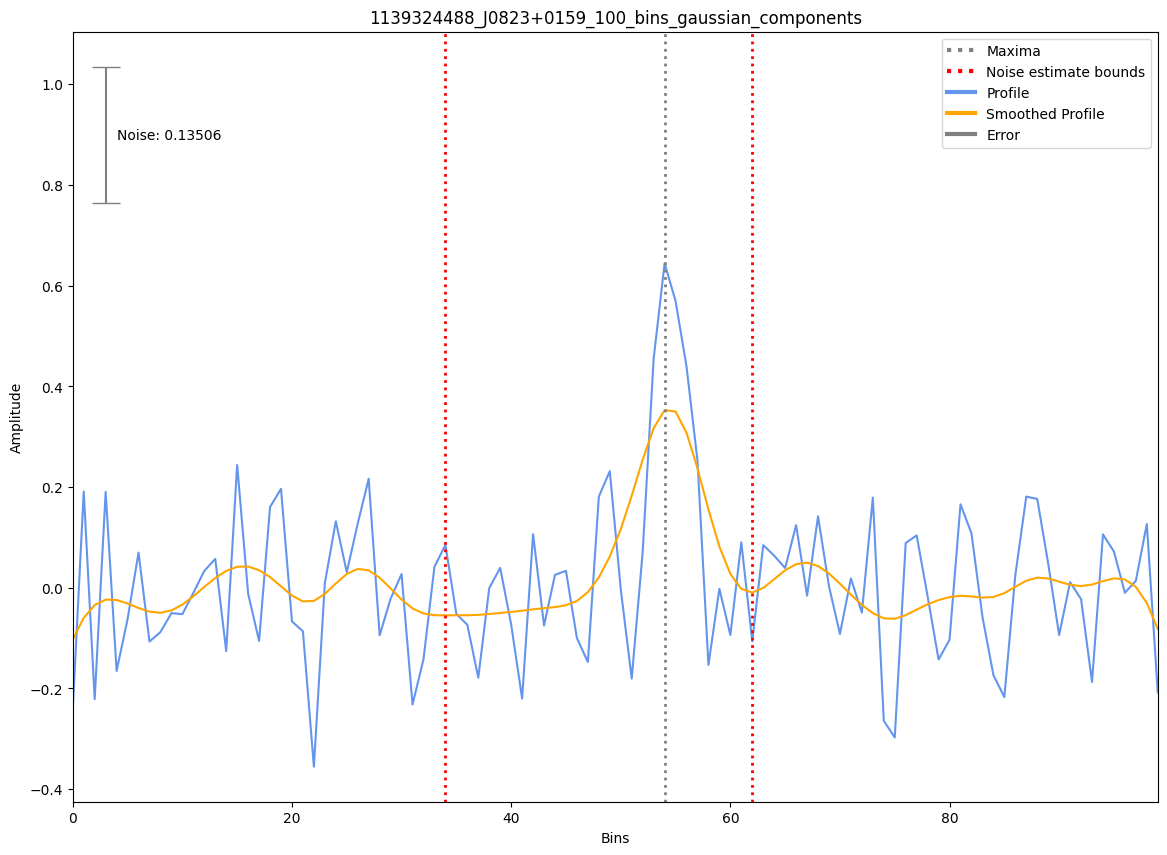 1139324488_J0823+0159_100_bins_gaussian_components
Maxima
Noise estimate bounds
Profile
Smoothed Profile
Error
Noise: 0.13506
1.0
0.8
0.6
0.4
0.2
0.0
−0.2
−0.4
Amplitude
0
20
40
60
80
Bins